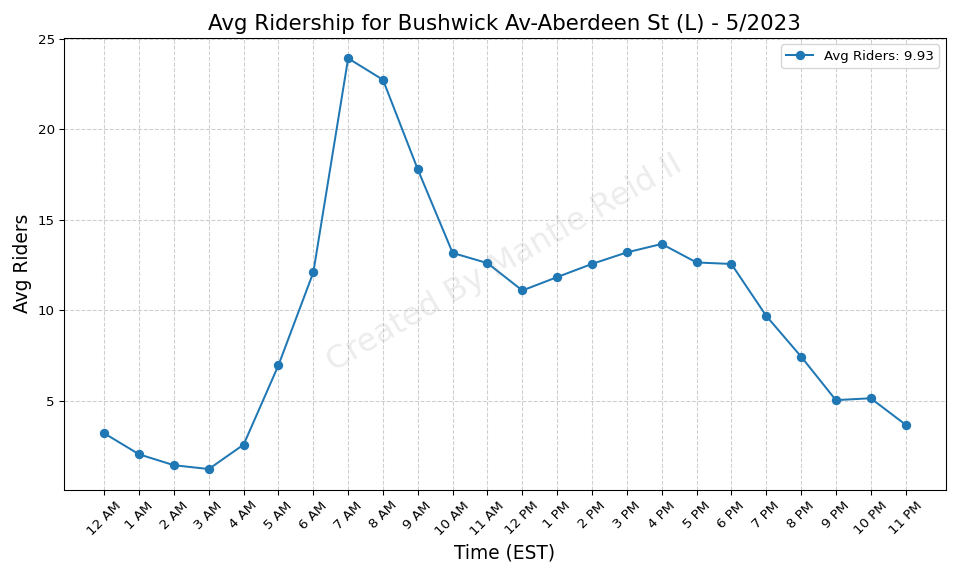 Avg Ridership for Bushwick Av-Aberdeen St (L) - 5/2023
Avg Riders: 9.93
25
20
15
10
5
Avg Riders
Created By Mantle Reid II
12 AM
1 AM
2 AM
3 AM
4 AM
5 AM
6 AM
7 AM
8 AM
9 AM
10 AM
11 AM
12 PM
1 PM
2 PM
3 PM
4 PM
5 PM
6 PM
7 PM
8 PM
9 PM
10 PM
11 PM
Time (EST)